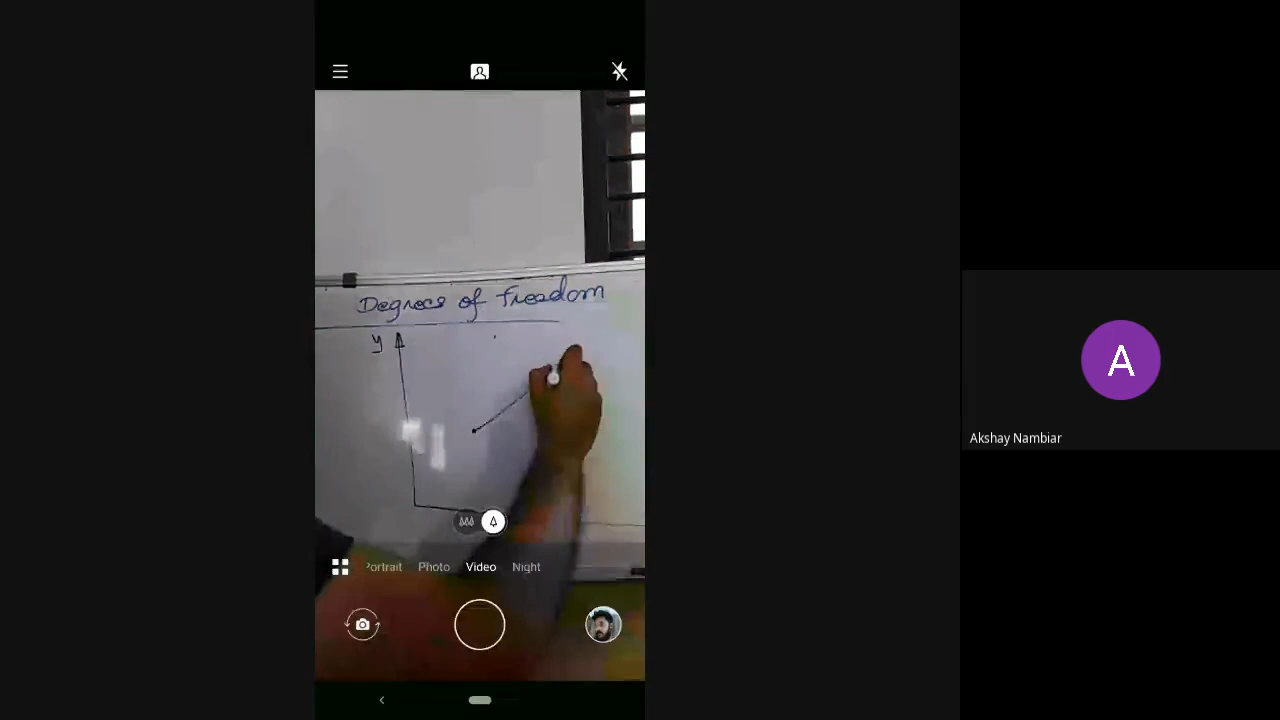 Degrees of freedom
y
Portrait Photo Video Night
A
Akshay Nambiar